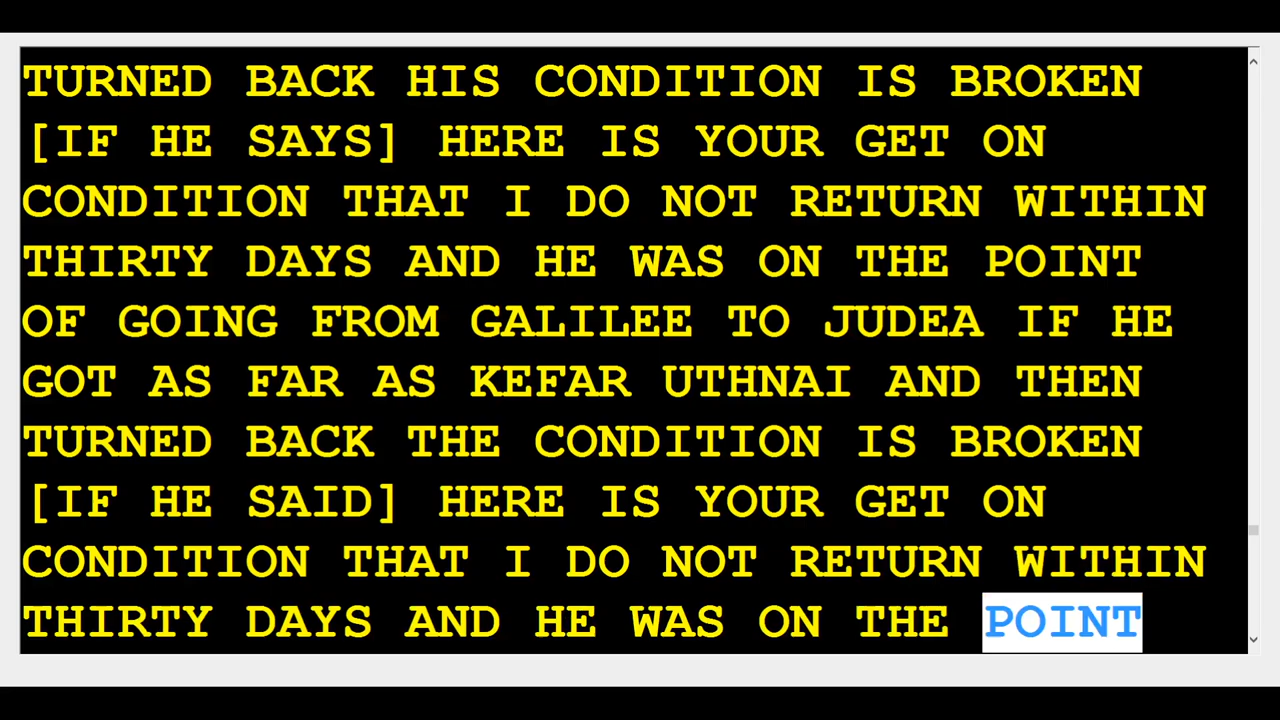 TURNED BACK HIS CONDITION IS BROKEN
[IF HE SAYS] HERE IS YOUR GET ON
CONDITION THAT I DO NOT RETURN WITHIN
THIRTY DAYS AND HE WAS ON THE POINT
OF GOING FROM GALILEE TO JUDEA IF HE
GOT AS FAR AS KEFAR UTHNAI AND THEN
TURNED BACK THE CONDITION IS BROKEN
[IF HE SAID] HERE IS YOUR GET ON
CONDITION THAT I DO NOT RETURN WITHIN
THIRTY DAYS AND HE WAS ON THE POINT